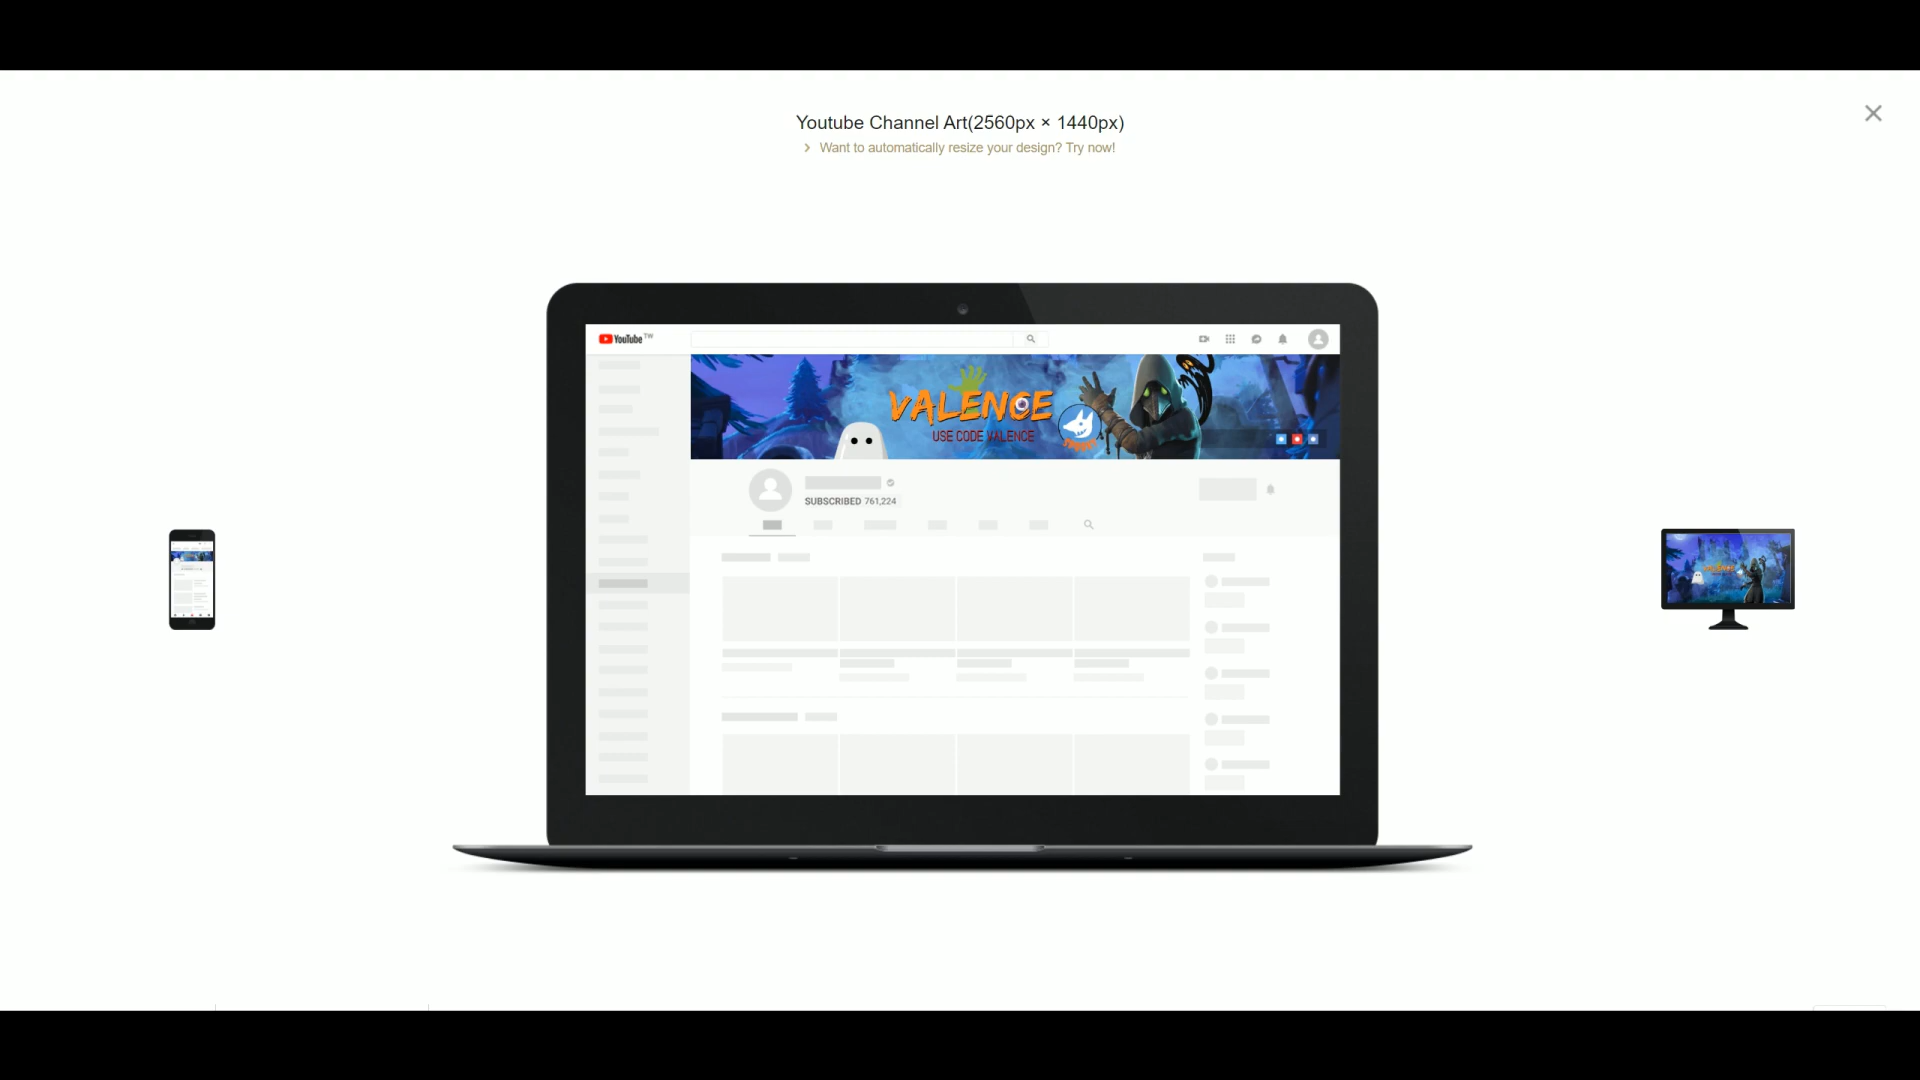 Youtube Channel Art(2560px × 1440px)
Want to automatically resize your design? Try now!
YouTube TW
VALENCE
USE CODE VALENCE
SUBSCRIBED 761,224